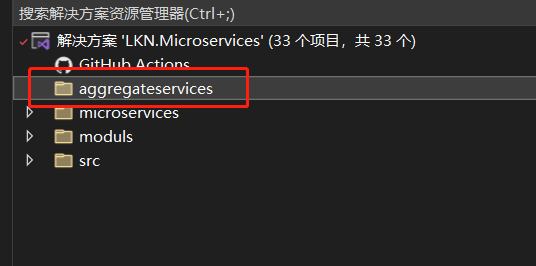 搜索解决方案资源管理器(Ctrl+;)
解决方案 'LKN.Microservices' (33 个项目，共 33 个)
GitHub Actions
aggregateservices
microservices
moduls
src